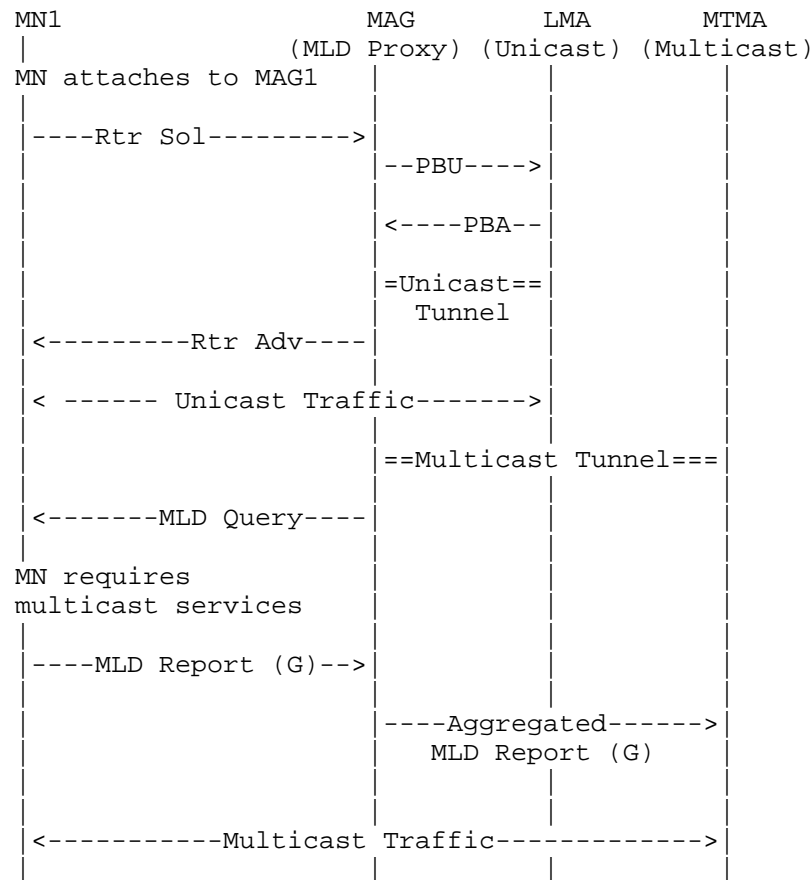 MN1 MAG LMA MTMA
(MLD Proxy) (Unicast) (Multicast)
MN attaches to MAG1
----Rtr Sol--------->
--PBU---->
<----PBA--
=Unicast==
Tunnel
<---------Rtr Adv----
< ------ Unicast Traffic------->
==Multicast Tunnel===
<-------MLD Query----
MN requires
multicast services
----MLD Report (G)-->
----Aggregated------>
MLD Report (G)
<-----------Multicast Traffic------------->